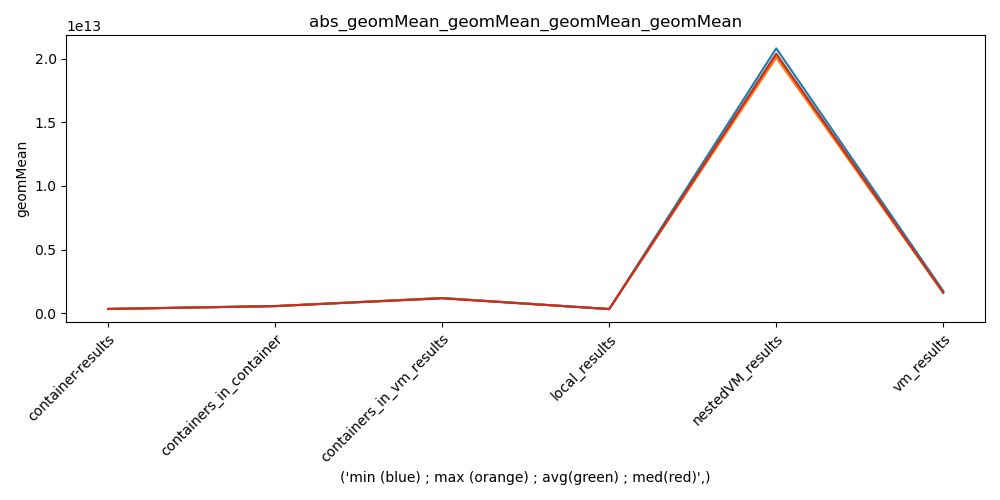 abs_geomMean_geomMean_geomMean_geomMean
1e13
2.0
1.5
1.0
0.5
0.0
geomMean
container-results
containers_in_container
containers_in_vm_results
local_results
nestedVM_results
vm_results
('min (blue) ; max (orange) ; avg(green) ; med(red)',)